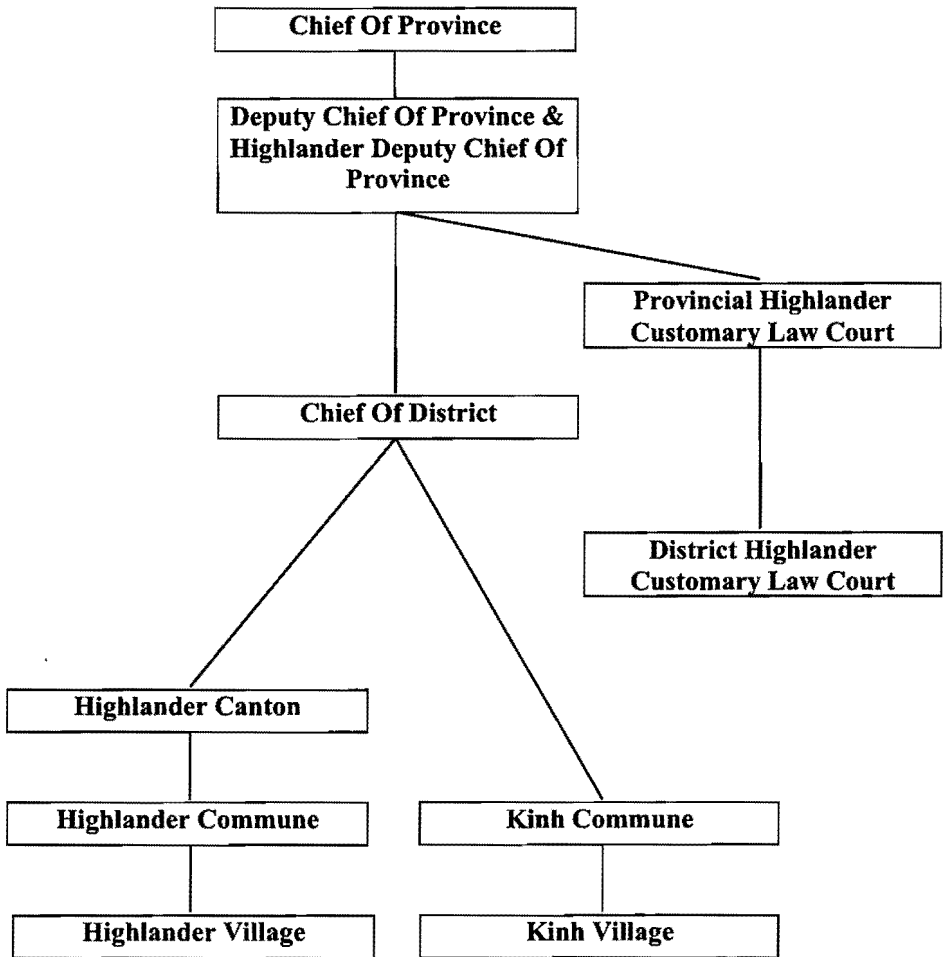 Chief Of Province
Deputy Chief Of Province &
Highlander Deputy Chief Of
Province
Provincial Highlander
Customary Law Court
Chief Of District
District Highlander
Customary Law Court
Highlander Canton
Highlander Commune
Kinh Commune
Highlander Village
Kinh Village